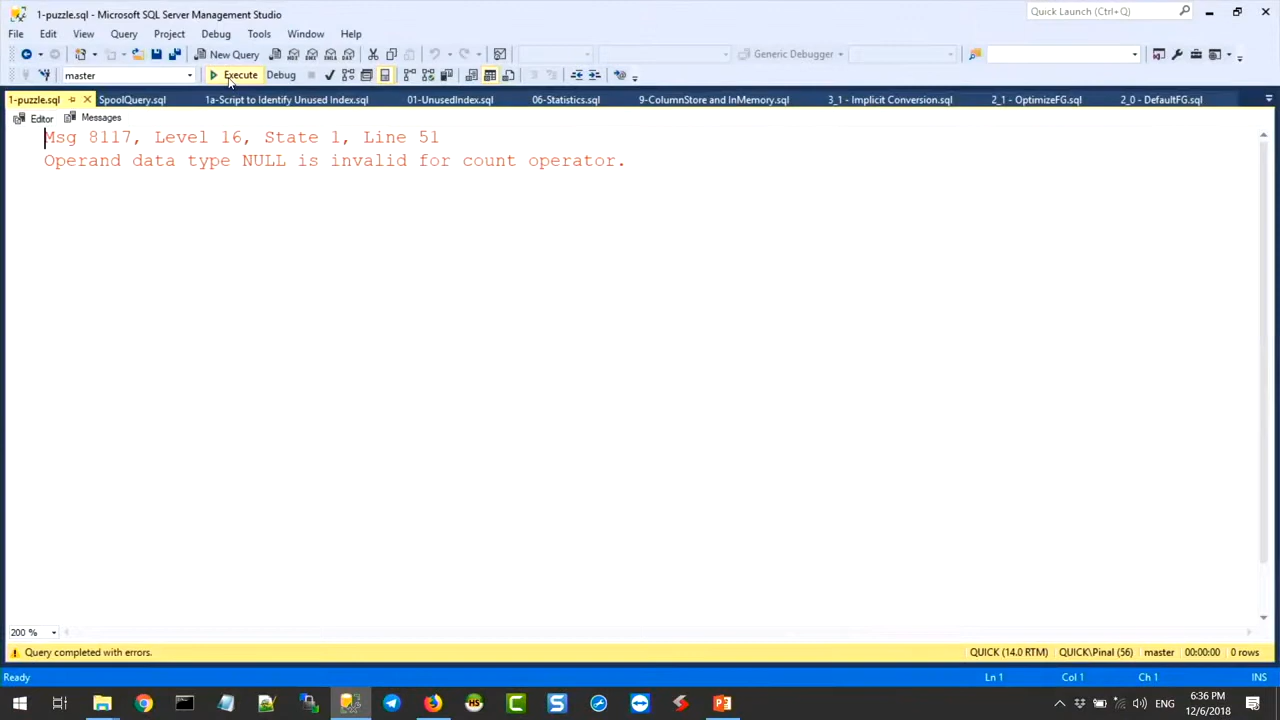 1-puzzle.sql - Microsoft SQL Server Management Studio
Quick Launch (Ctrl+Q)
File Edit View Query Project Debug Tools Window Help
New Query
Generic Debugger
master Execute Debug
1-puzzle.sql SpoolQuery.sql 1a-Script to Identify Unused Index.sql 01-UnusedIndex.sql 06-Statistics.sql 9-ColumnStore and InMemory.sql 3_1 - Implicit Conversion.sql 2_1 - OptimizeFG.sql 2_0 - DefaultFG.sql
Editor Messages
Msg 8117, Level 16, State 1, Line 51
Operand data type NULL is invalid for count operator.
200 %
Query completed with errors. QUICK (14.0 RTM) QUICK\Pinal (56) master 00:00:00 0 rows
Ready Ln 1 Col 1 Ch 1 INS
ENG 6:36 PM
12/6/2018